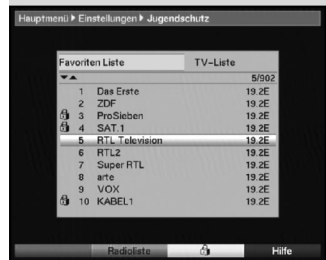 Hauptmenü Einstellungen Jugendschutz
Favoriten Liste TV-Liste
5/902
1 Das Erste 19.2E
2 ZDF 19.2E
3 ProSieben 19.2E
4 SAT.1 19.2E
5 RTL Television 19.2E
6 RTL2 19.2E
7 Super RTL 19.2E
8 arte 19.2E
9 VOX 19.2E
10 KABEL1 19.2E
Radioliste Hilfe